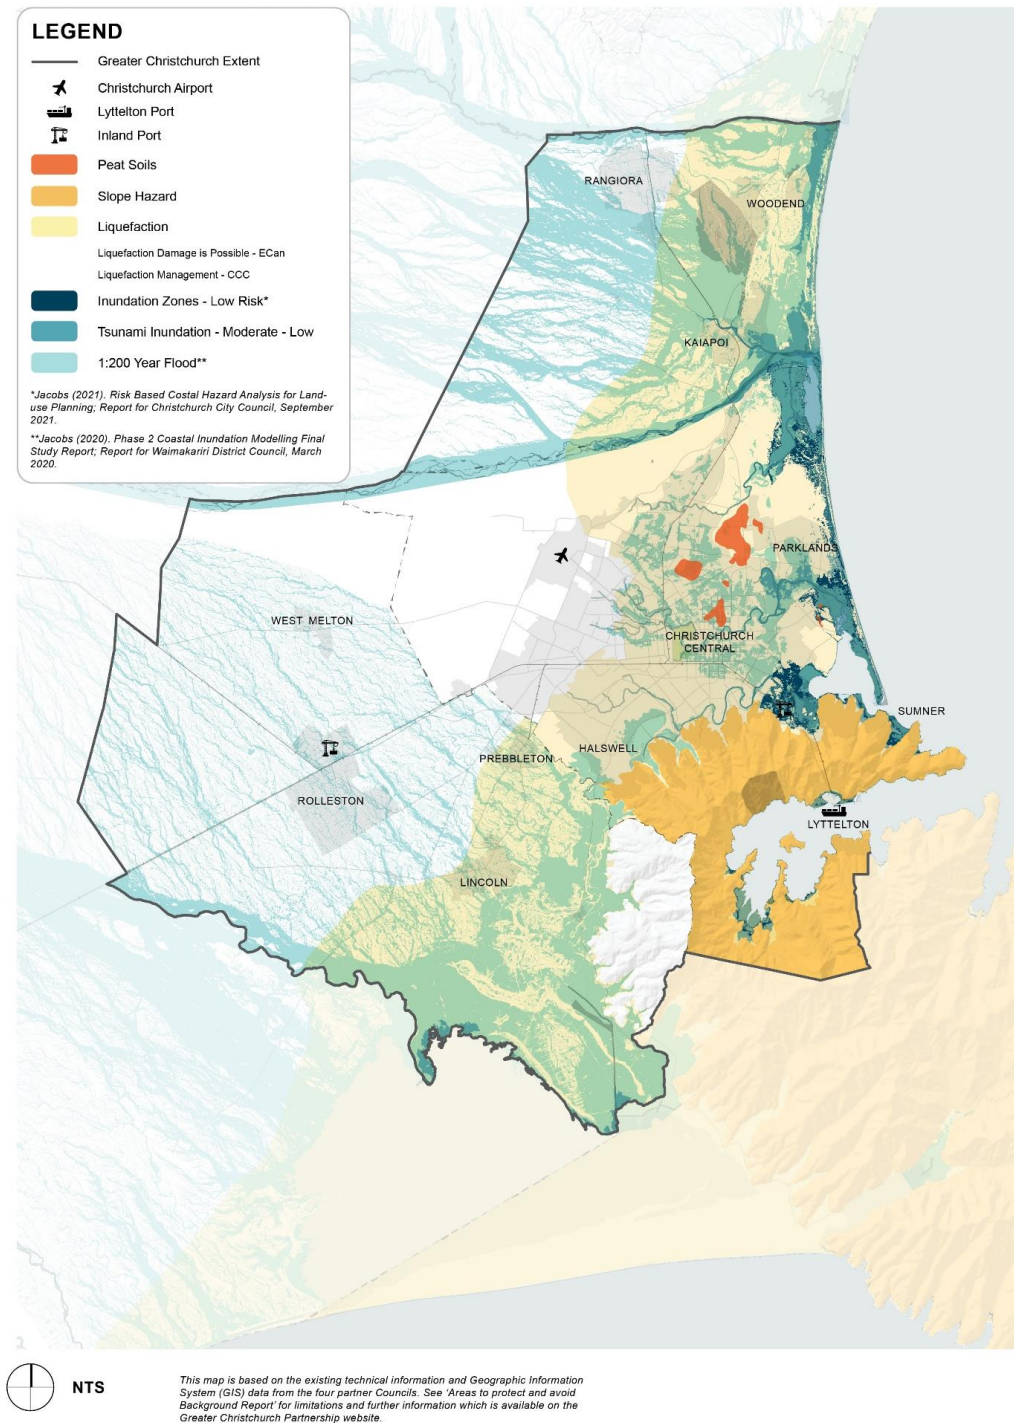 LEGEND
Greater Christchurch Extent
Christchurch Airport
Lyttelton Port
Inland Port
Peat Soils
Slope Hazard
Liquefaction
Liquefaction Damage is Possible - ECan
Liquefaction Management - CCC
Inundation Zones - Low Risk*
Tsunami Inundation - Moderate - Low
1:200 Year Flood**
*Jacobs (2021). Risk Based Costal Hazard Analysis for Land-
use Planning; Report for Christchurch City Council, September
2021.
**Jacobs (2020). Phase 2 Coastal Inundation Modelling Final
Study Report; Report for Waimakariri District Council, March
2020.
RANGIORA
WOODEND
KAIAPOI
PARKLANDS
WEST MELTON
CHRISTCHURCH
CENTRAL
SUMNER
HALSWELL
PREBBLETON
ROLLESTON
LYTTELTON
LINCOLN
NTS
This map is based on the existing technical information and Geographic Information
System (GIS) data from the four partner Councils. See 'Areas to protect and avoid
Background Report' for limitations and further information which is available on the
Greater Christchurch Partnership website.